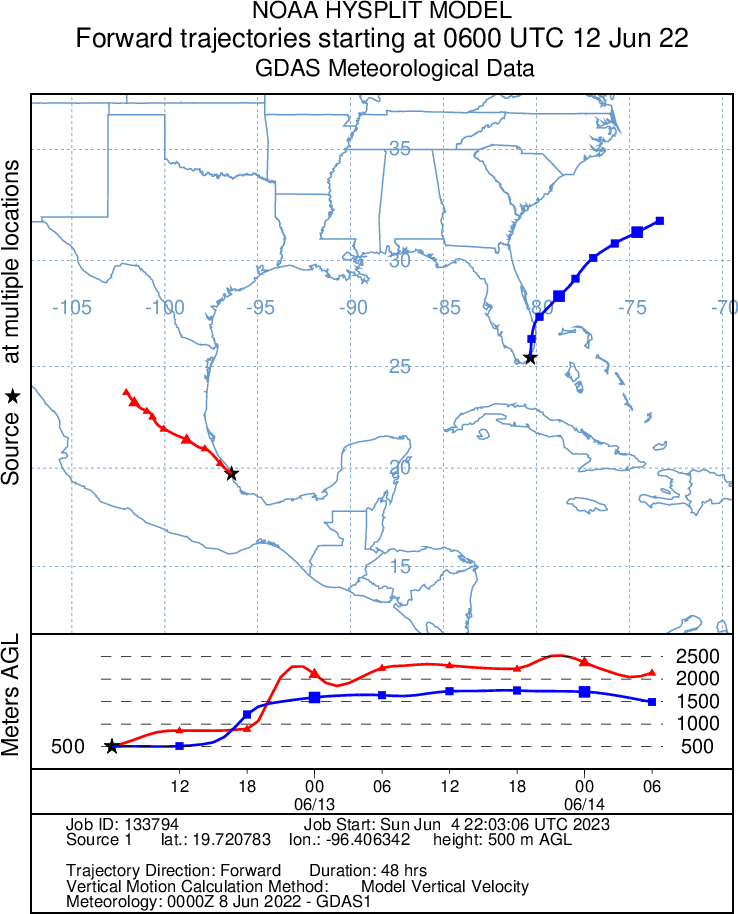 NOAA HYSPLIT MODEL
Forward trajectories starting at 0600 UTC 12 Jun 22
GDAS Meteorological Data
Source ★ at multiple locations
35
30
-105 -100 -95 -90 -85 -80 -75 -70
25
20
15
Meters AGL
2500
2000
1500
1000
500 500
12 18 00 06 12 18 00 06
06/13 06/14
Job ID: 133794 Job Start: Sun Jun 4 22:03:06 UTC 2023
Source 1 lat.: 19.720783 lon.: -96.406342 height: 500 m AGL
Trajectory Direction: Forward Duration: 48 hrs
Vertical Motion Calculation Method: Model Vertical Velocity
Meteorology: 0000Z 8 Jun 2022 - GDAS1